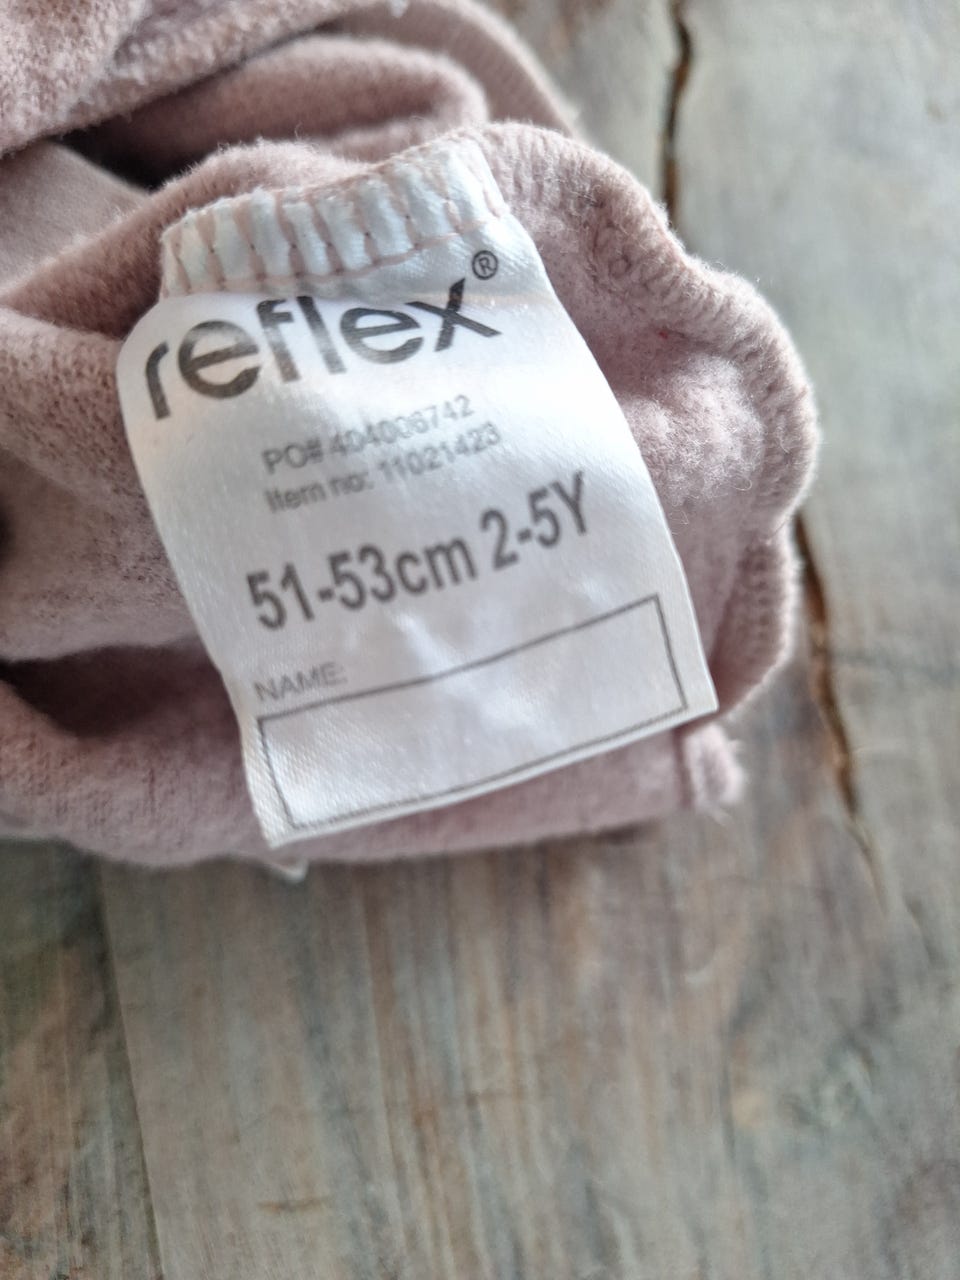 reflex®
PO# 404006742
Item no: 11021423
51-53cm 2-5Y
NAME: